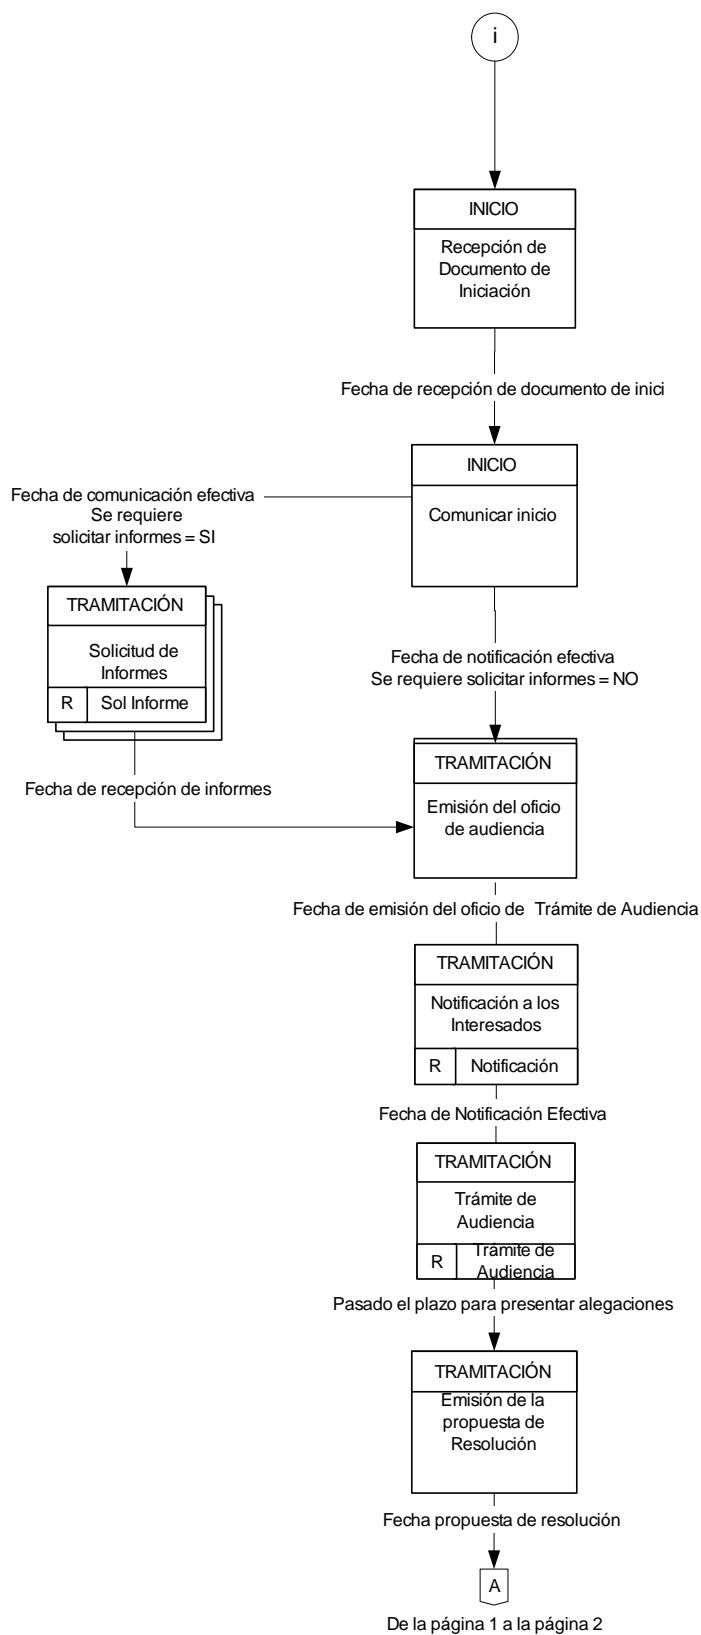 i
INICIO
Recepción de
Documento de
Iniciación
Fecha de recepción de documento de inici
INICIO
Comunicar inicio
Fecha de comunicación efectiva
Se requiere
solicitar informes = SI
TRAMITACIÓN
Solicitud de
Informes
R Sol Informe
Fecha de notificación efectiva
Se requiere solicitar informes = NO
Fecha de recepción de informes
TRAMITACIÓN
Emisión del oficio
de audiencia
Fecha de emisión del oficio de Trámite de Audiencia
TRAMITACIÓN
Notificación a los
Interesados
R Notificación
Fecha de Notificación Efectiva
TRAMITACIÓN
Trámite de
Audiencia
R Trámite de
Audiencia
Pasado el plazo para presentar alegaciones
TRAMITACIÓN
Emisión de la
propuesta de
Resolución
Fecha propuesta de resolución
A
De la página 1 a la página 2